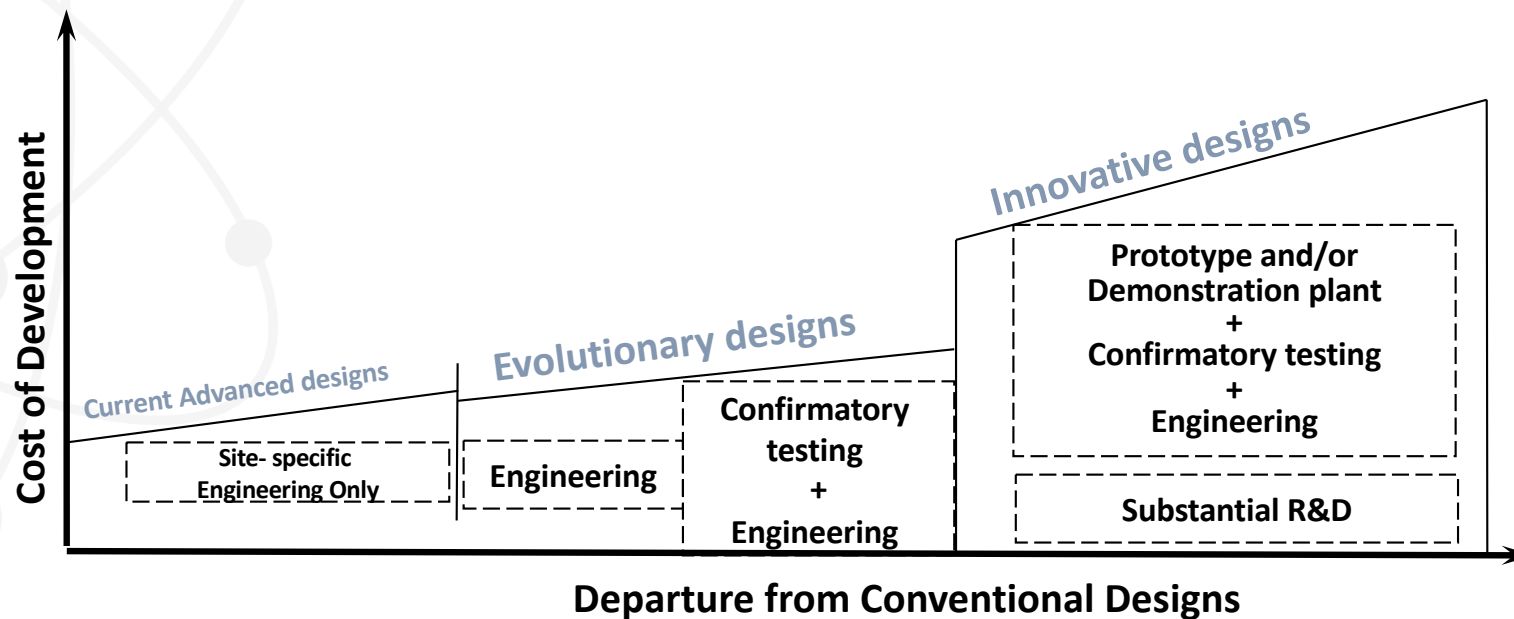 Cost of Development
Current Advanced designs
Site- specific
Engineering Only
Evolutionary designs
Engineering
Confirmatory
testing
+
Engineering
Innovative designs
Prototype and/or
Demonstration plant
+
Confirmatory testing
+
Engineering
Substantial R&D
Departure from Conventional Designs